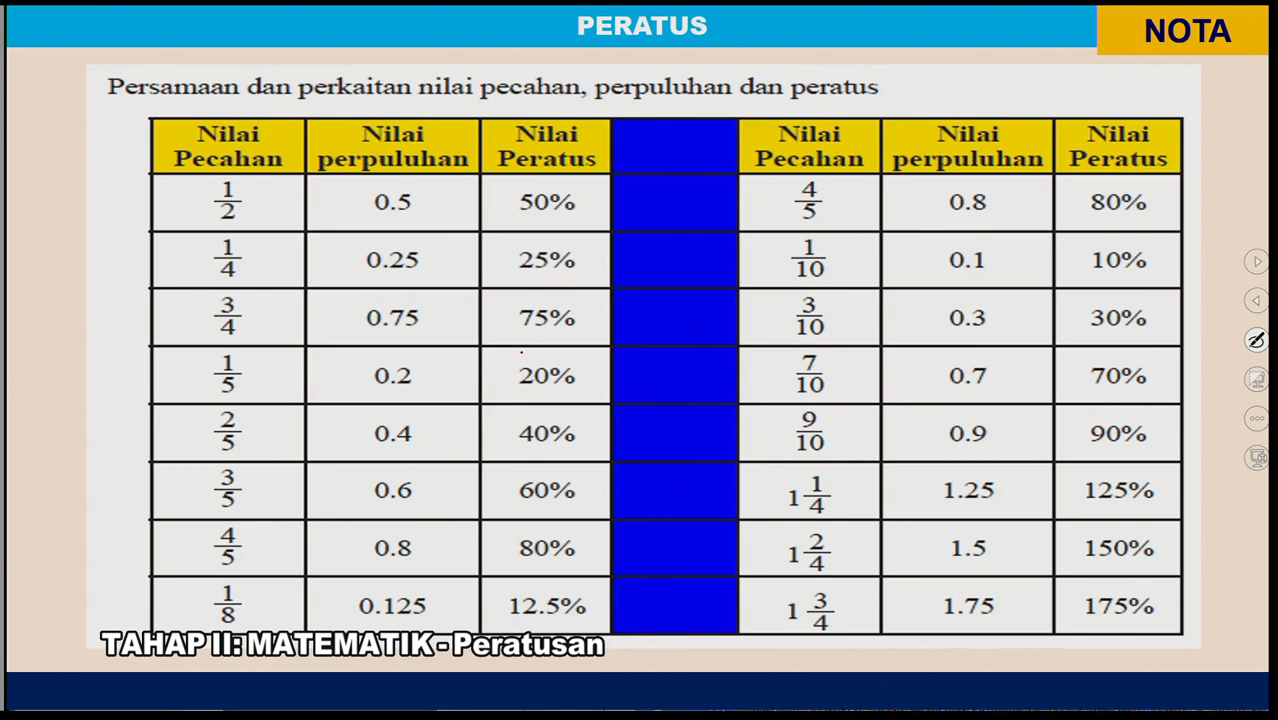 PERATUS
NOTA
Persamaan dan perkaitan nilai pecahan, perpuluhan dan peratus
Nilai Pecahan Nilai perpuluhan Nilai Peratus Nilai Pecahan Nilai perpuluhan Nilai Peratus
1/2 0.5 50% 4/5 0.8 80%
1/4 0.25 25% 1/10 0.1 10%
3/4 0.75 75% 3/10 0.3 30%
1/5 0.2 20% 7/10 0.7 70%
2/5 0.4 40% 9/10 0.9 90%
3/5 0.6 60% 1 1/4 1.25 125%
4/5 0.8 80% 1 2/4 1.5 150%
1/8 0.125 12.5% 1 3/4 1.75 175%
TAHAP II: MATEMATIK - Peratusan